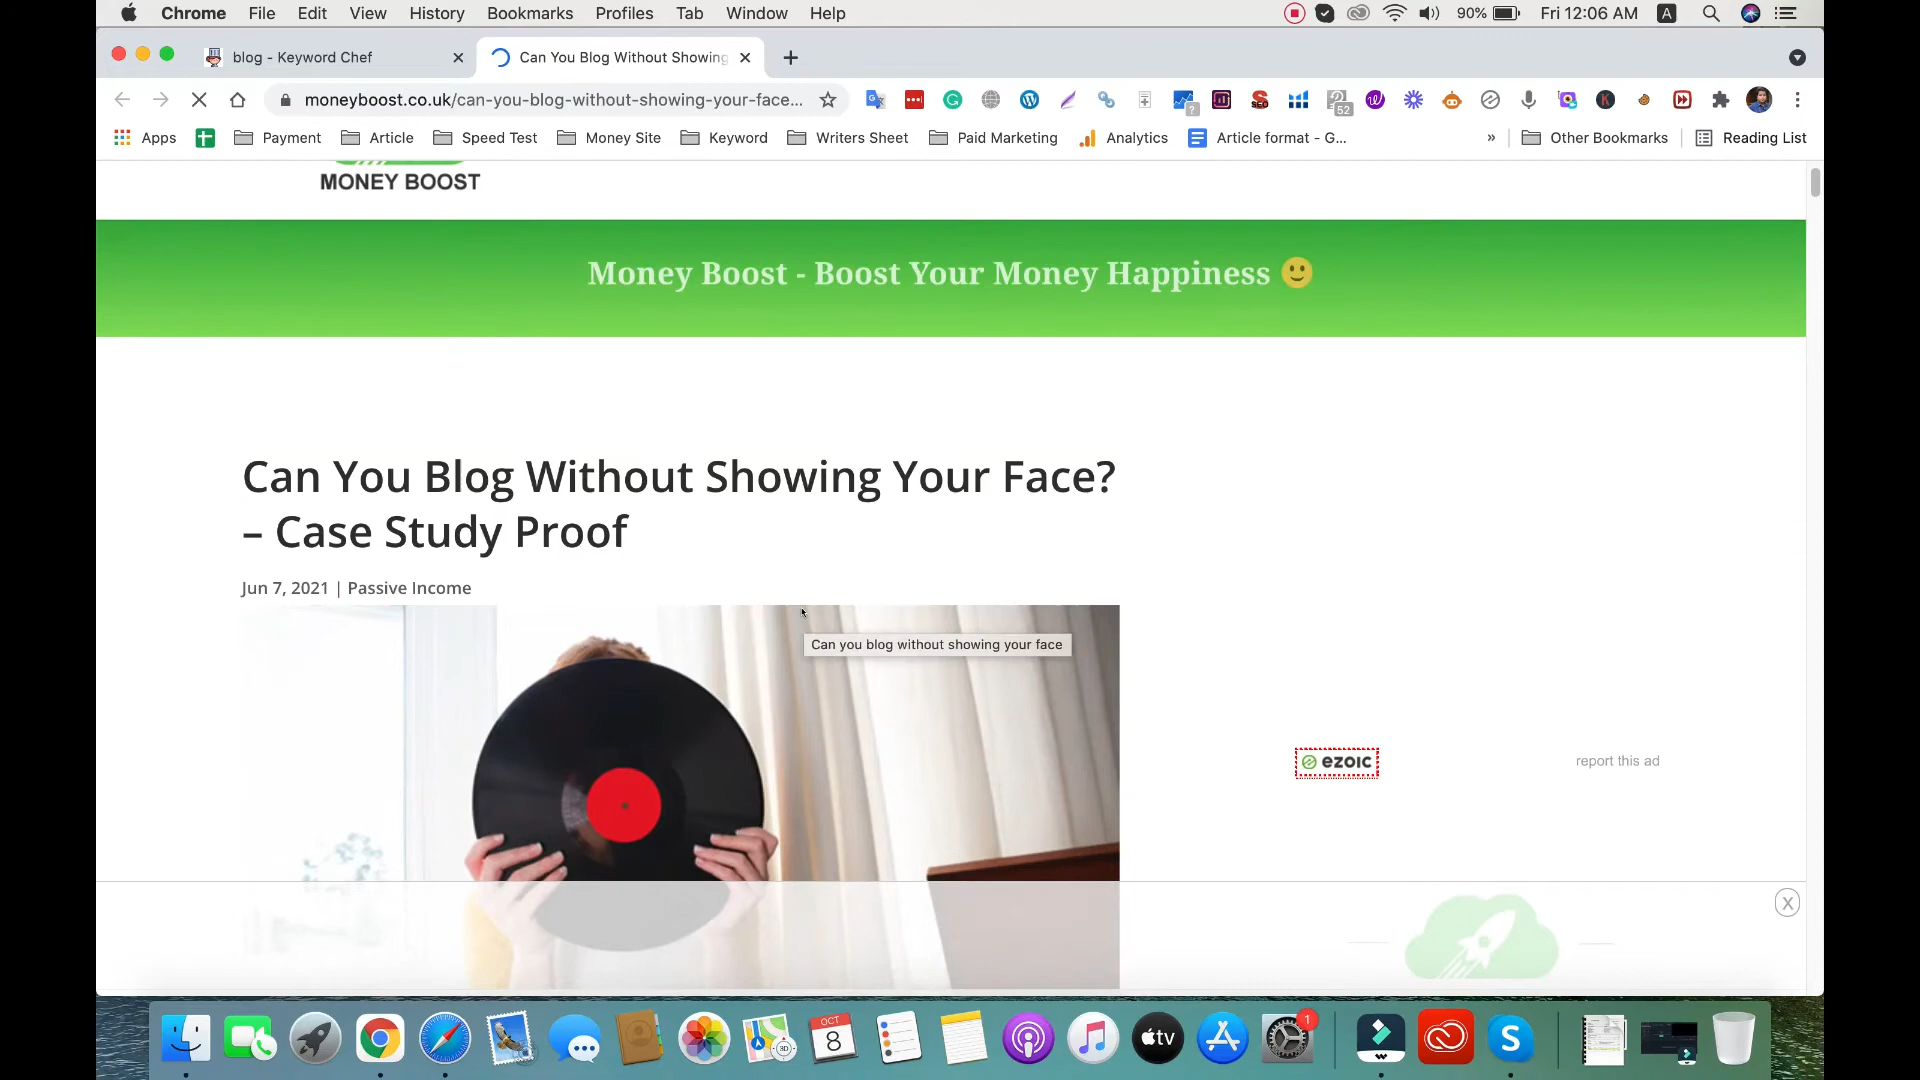 Chrome File Edit View History Bookmarks Profiles Tab Window Help 90% Fri 12:06 AM A
blog - Keyword Chef Can You Blog Without Showing
moneyboost.co.uk/can-you-blog-without-showing-your-face... 52
Apps Payment Article Speed Test Money Site Keyword Writers Sheet Paid Marketing Analytics Article format - G... » Other Bookmarks Reading List
MONEY BOOST
Money Boost - Boost Your Money Happiness 🙂
Can You Blog Without Showing Your Face?
– Case Study Proof
Jun 7, 2021 | Passive Income
Can you blog without showing your face
ezoic report this ad
X
OCT
8
3D
tv
1
S